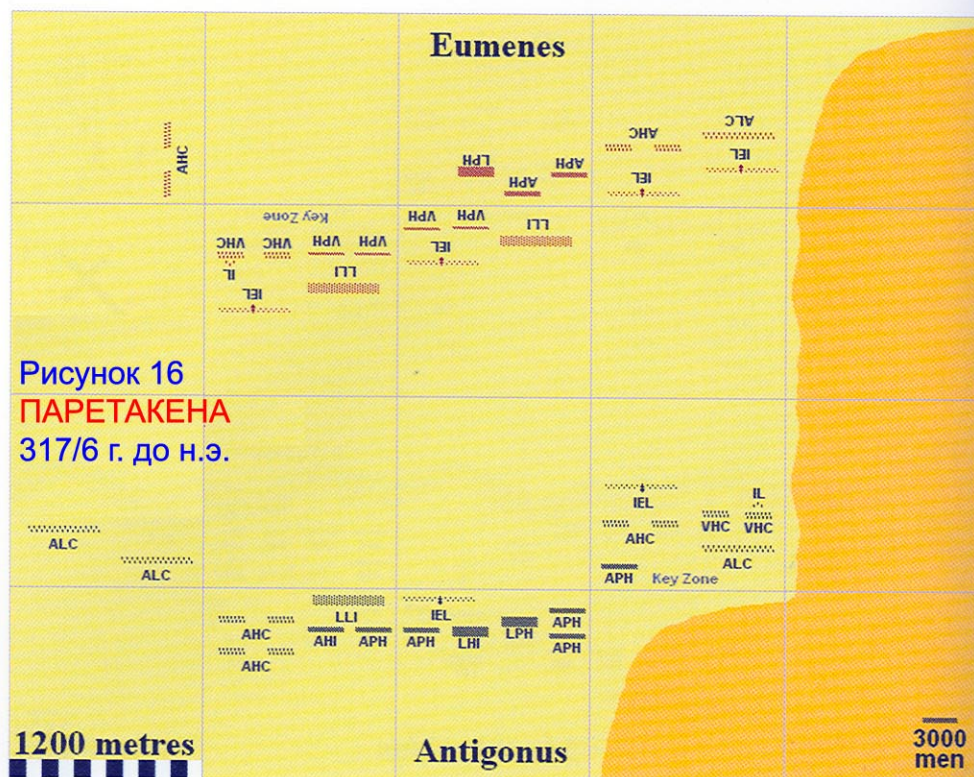 Eumenes
ALC
AHC
IEL
IEL
AHC
LPH
APH
APH
Key Zone
VPH
VPH
LLI
VHC
VHC
VPH
VPH
IEL
IL
LLI
IEL
Рисунок 16
ПАРЕТАКЕНА
317/6 г. до н.э.
IEL
IL
AHC
VHC
VHC
ALC
ALC
ALC
APH
Key Zone
LLI
IEL
APH
AHC
AHI
APH
APH
LHI
LPH
AHC
APH
1200 metres
Antigonus
3000
men